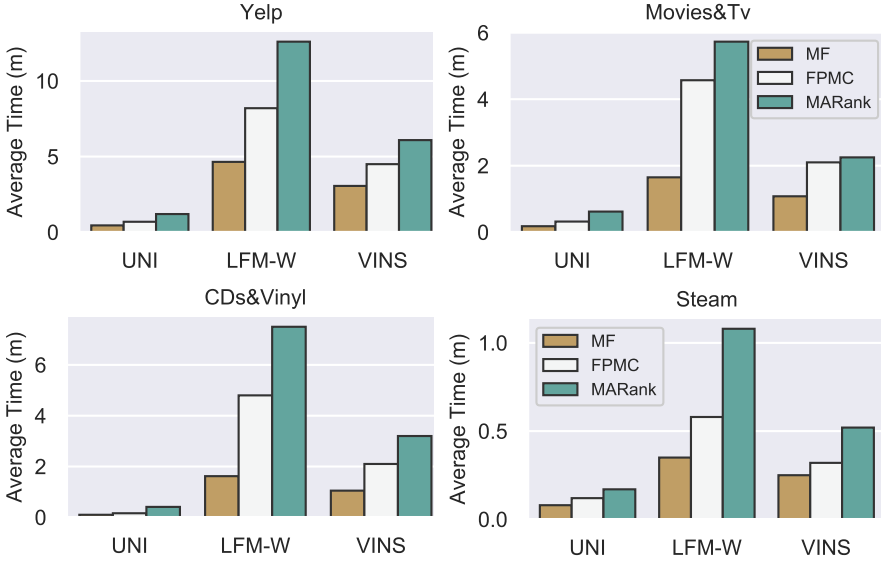 Yelp
Average Time (m)
10
5
0
UNI LFM-W VINS
Movies&Tv
Average Time (m)
6
4
2
0
MF
FPMC
MARank
UNI LFM-W VINS
CDs&Vinyl
Average Time (m)
6
4
2
0
UNI LFM-W VINS
Steam
Average Time (m)
1.0
0.5
0.0
MF
FPMC
MARank
UNI LFM-W VINS